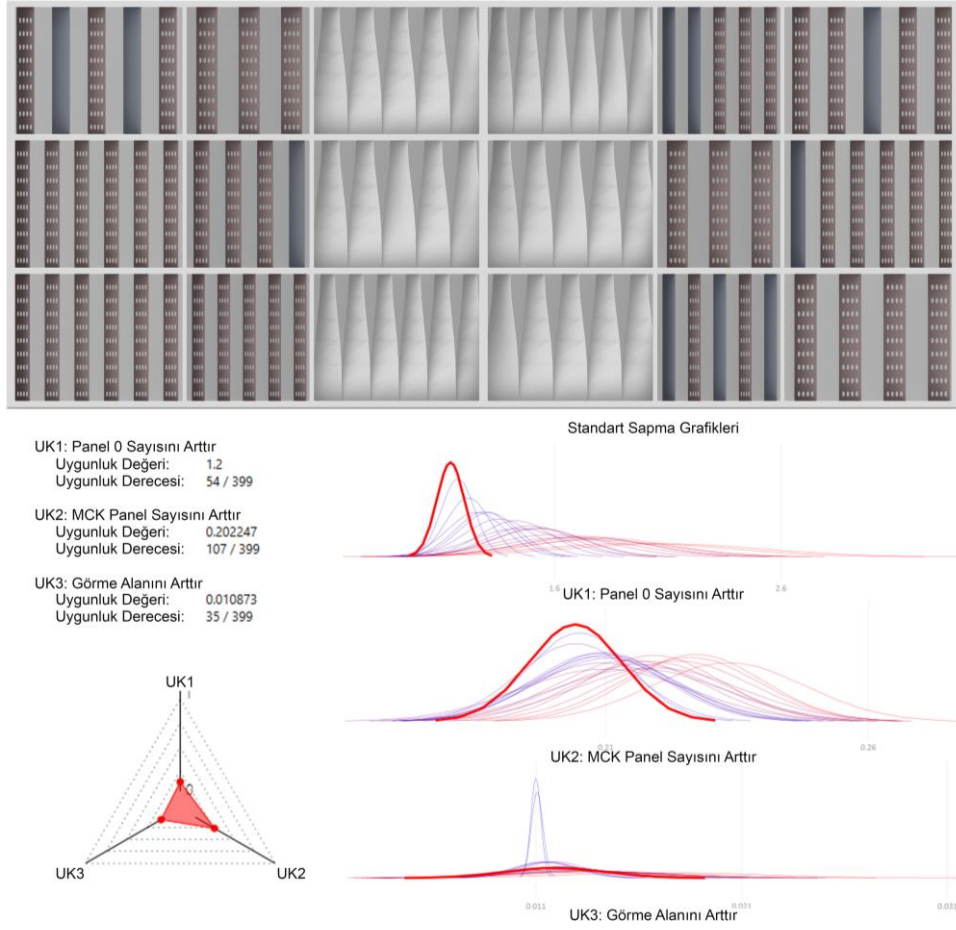 UK1: Panel 0 Sayısını Arttır
Uygunluk Değeri: 1.2
Uygunluk Derecesi: 54 / 399
UK2: MCK Panel Sayısını Arttır
Uygunluk Değeri: 0.202247
Uygunluk Derecesi: 107 / 399
UK3: Görme Alanını Arttır
Uygunluk Değeri: 0.010873
Uygunluk Derecesi: 35 / 399
UK1
1
0
UK3
UK2
Standart Sapma Grafikleri
1.6
2.6
UK1: Panel 0 Sayısını Arttır
0.21
0.26
UK2: MCK Panel Sayısını Arttır
0.011
0.021
0.031
UK3: Görme Alanını Arttır